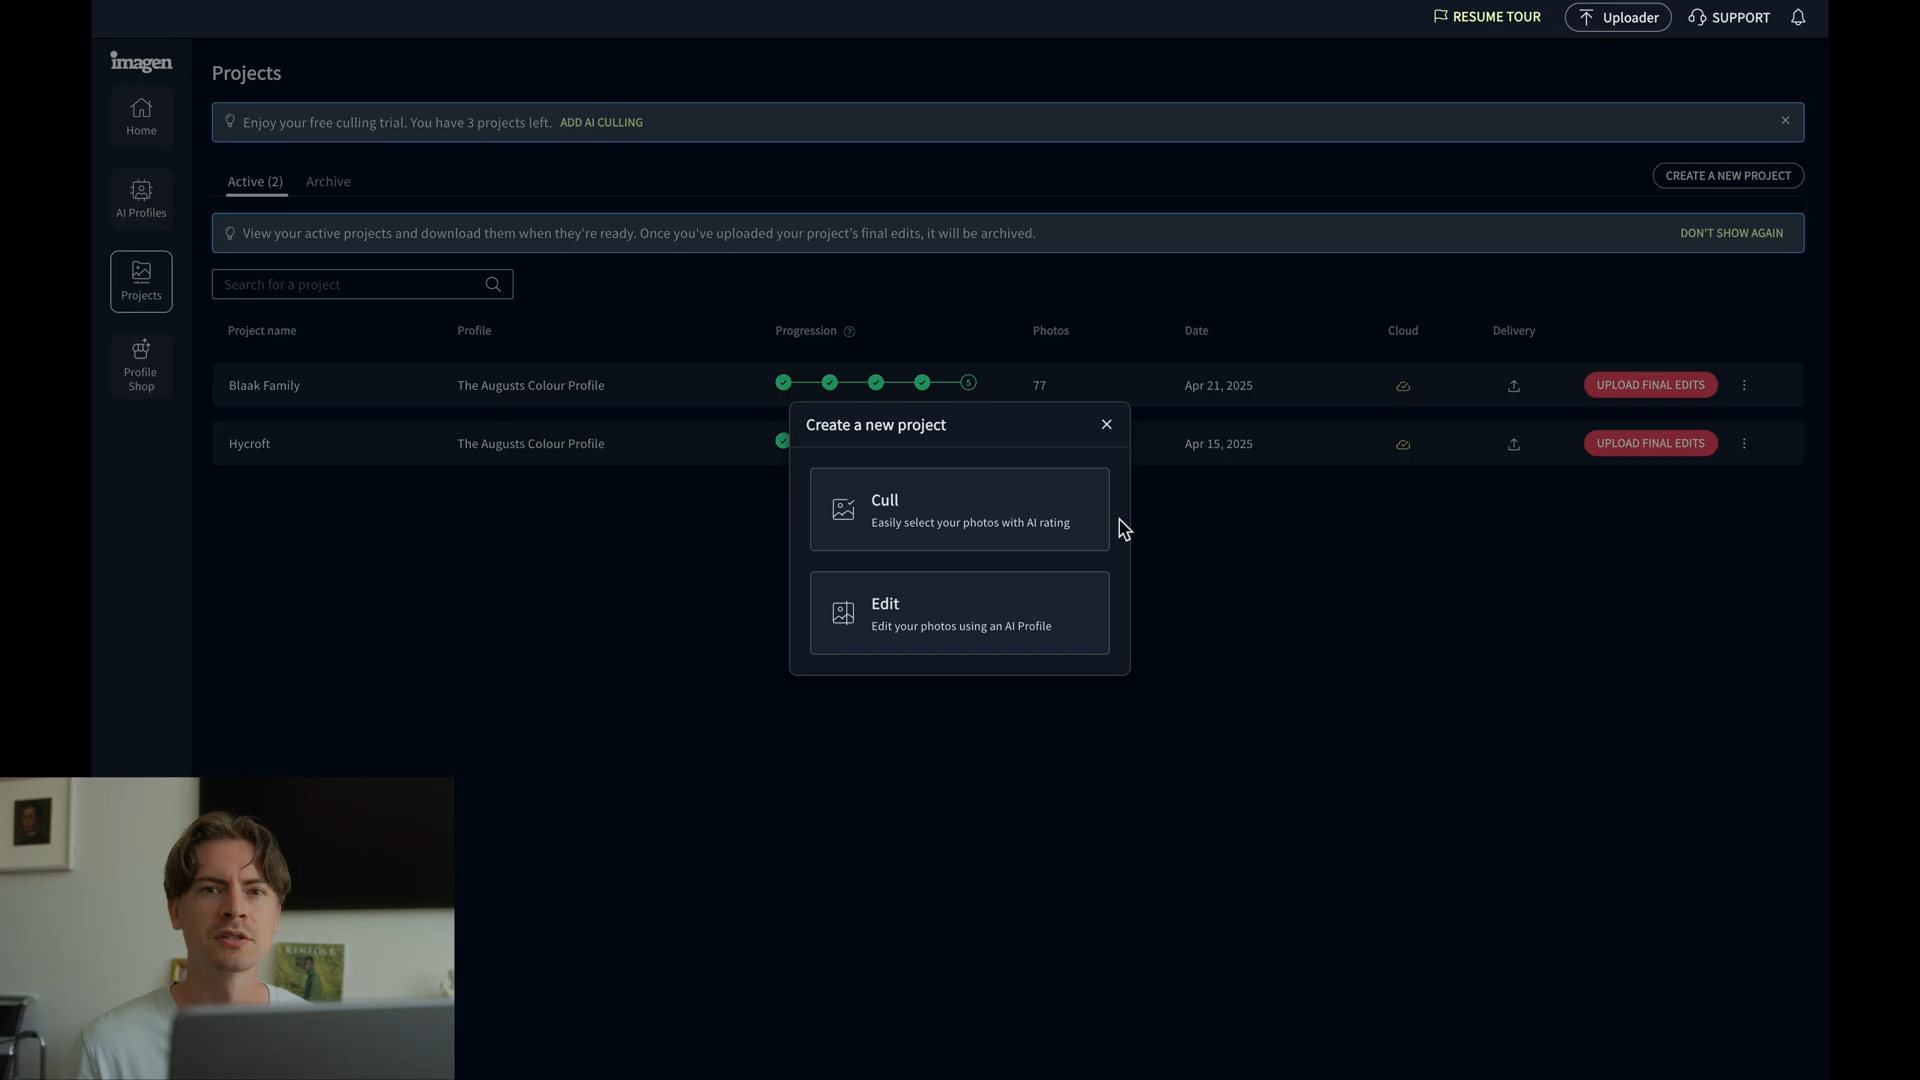 RESUME TOUR
Uploader
SUPPORT
imagen
Home
AI Profiles
Projects
Profile
Shop
Projects
Enjoy your free culling trial. You have 3 projects left. ADD AI CULLING
Active (2)
Archive
CREATE A NEW PROJECT
View your active projects and download them when they're ready. Once you've uploaded your project's final edits, it will be archived.
DON'T SHOW AGAIN
Search for a project
Project name
Profile
Progression
Photos
Date
Cloud
Delivery
Blaak Family
The Augusts Colour Profile
5
77
Apr 21, 2025
UPLOAD FINAL EDITS
Hycroft
The Augusts Colour Profile
Apr 15, 2025
UPLOAD FINAL EDITS
Create a new project
Cull
Easily select your photos with AI rating
Edit
Edit your photos using an AI Profile
KINFOLK